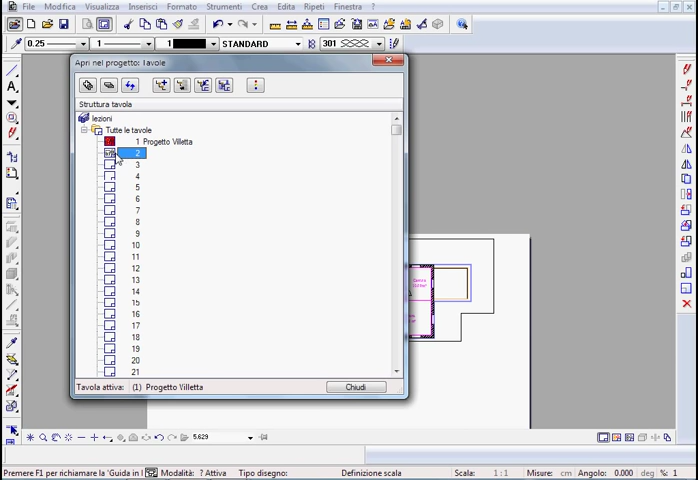 File Modifica Visualizza Inserisci Formato Strumenti Crea Edita Ripeti Finestra ?
0.25 1 1 STANDARD 301
Apri nel progetto: Tavole
Struttura tavola
lezioni
Tutte le tavole
1 Progetto Villetta
2
3
4
5
6
7
8
9
10
11
12
13
14
15
16
17
18
19
20
21
Tavola attiva: (1) Progetto Villetta Chiudi
5.629
Premere F1 per richiamare la 'Guida in l Modalità: ? Attiva Tipo disegno: Definizione scala Scala: 1 : 1 Misure: cm Angolo: 0.000 deg %: 1